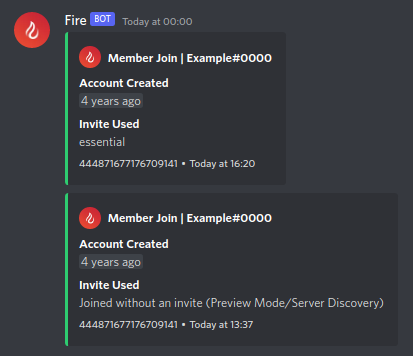 Fire BOT Today at 00:00
Member Join | Example#0000
Account Created
4 years ago
Invite Used
essential
444871677176709141 • Today at 16:20
Member Join | Example#0000
Account Created
4 years ago
Invite Used
Joined without an invite (Preview Mode/Server Discovery)
444871677176709141 • Today at 13:37